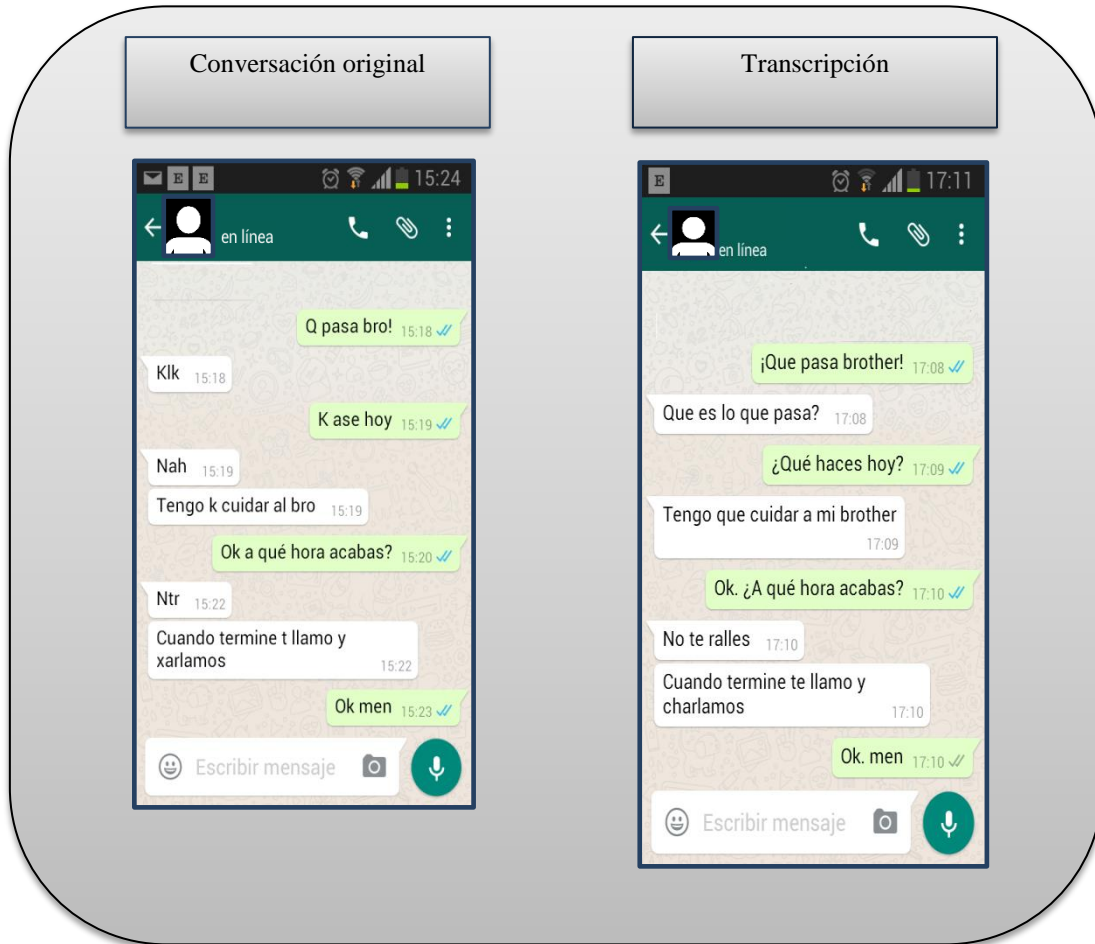 Conversación original
E E 15:24
en línea
Q pasa bro! 15:18
Klk 15:18
K ase hoy 15:19
Nah 15:19
Tengo k cuidar al bro 15:19
Ok a qué hora acabas? 15:20
Ntr 15:22
Cuando termine t llamo y
xarlamos 15:22
Ok men 15:23
Escribir mensaje
Transcripción
E 17:11
en línea
¡Que pasa brother! 17:08
Que es lo que pasa? 17:08
¿Qué haces hoy? 17:09
Tengo que cuidar a mi brother
17:09
Ok. ¿A qué hora acabas? 17:10
No te ralles 17:10
Cuando termine te llamo y
charlamos 17:10
Ok. men 17:10
Escribir mensaje